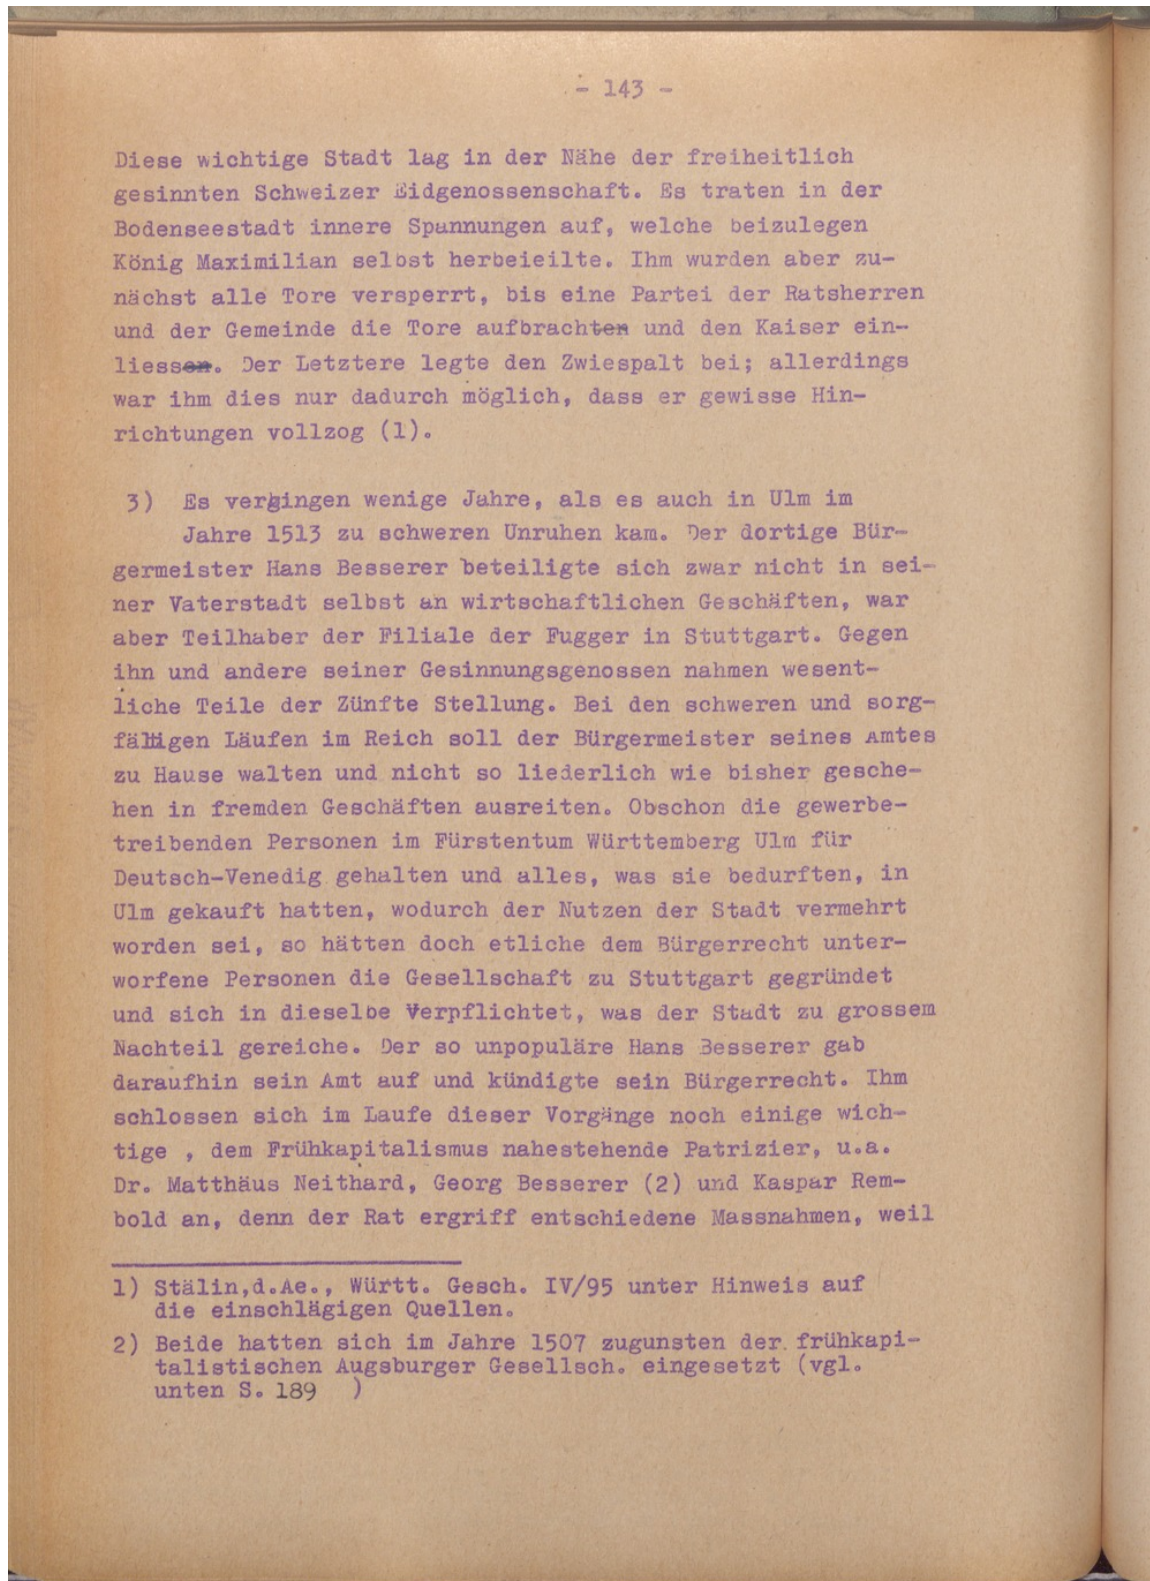 - 143 -
Diese wichtige Stadt lag in der Nähe der freiheitlich
gesinnten Schweizer Eidgenossenschaft. Es traten in der
Bodenseestadt innere Spannungen auf, welche beizulegen
König Maximilian selbst herbeieilte. Ihm wurden aber zu-
nächst alle Tore versperrt, bis eine Partei der Ratsherren
und der Gemeinde die Tore aufbrachten und den Kaiser ein-
liessen. Der Letztere legte den Zwiespalt bei; allerdings
war ihm dies nur dadurch möglich, dass er gewisse Hin-
richtungen vollzog (1).
3) Es vergingen wenige Jahre, als es auch in Ulm im
Jahre 1513 zu schweren Unruhen kam. Der dortige Bür-
germeister Hans Besserer beteiligte sich zwar nicht in sei-
ner Vaterstadt selbst an wirtschaftlichen Geschäften, war
aber Teilhaber der Filiale der Fugger in Stuttgart. Gegen
ihn und andere seiner Gesinnungsgenossen nahmen wesent-
liche Teile der Zünfte Stellung. Bei den schweren und sorg-
fältigen Läufen im Reich soll der Bürgermeister seines Amtes
zu Hause walten und nicht so liederlich wie bisher gesche-
hen in fremden Geschäften ausreiten. Obschon die gewerbe-
treibenden Personen im Fürstentum Württemberg Ulm für
Deutsch-Venedig gehalten und alles, was sie bedurften, in
Ulm gekauft hatten, wodurch der Nutzen der Stadt vermehrt
worden sei, so hätten doch etliche dem Bürgerrecht unter-
worfene Personen die Gesellschaft zu Stuttgart gegründet
und sich in dieselbe Verpflichtet, was der Stadt zu grossem
Nachteil gereiche. Der so unpopuläre Hans Besserer gab
daraufhin sein Amt auf und kündigte sein Bürgerrecht. Ihm
schlossen sich im Laufe dieser Vorgänge noch einige wich-
tige , dem Frühkapitalismus nahestehende Patrizier, u.a.
Dr. Matthäus Neithard, Georg Besserer (2) und Kaspar Rem-
bold an, denn der Rat ergriff entschiedene Massnahmen, weil
1) Stälin,d.Ae., Württ. Gesch. IV/95 unter Hinweis auf
die einschlägigen Quellen.
2) Beide hatten sich im Jahre 1507 zugunsten der frühkapi-
talistischen Augsburger Gesellsch. eingesetzt (vgl.
unten S. 189 )